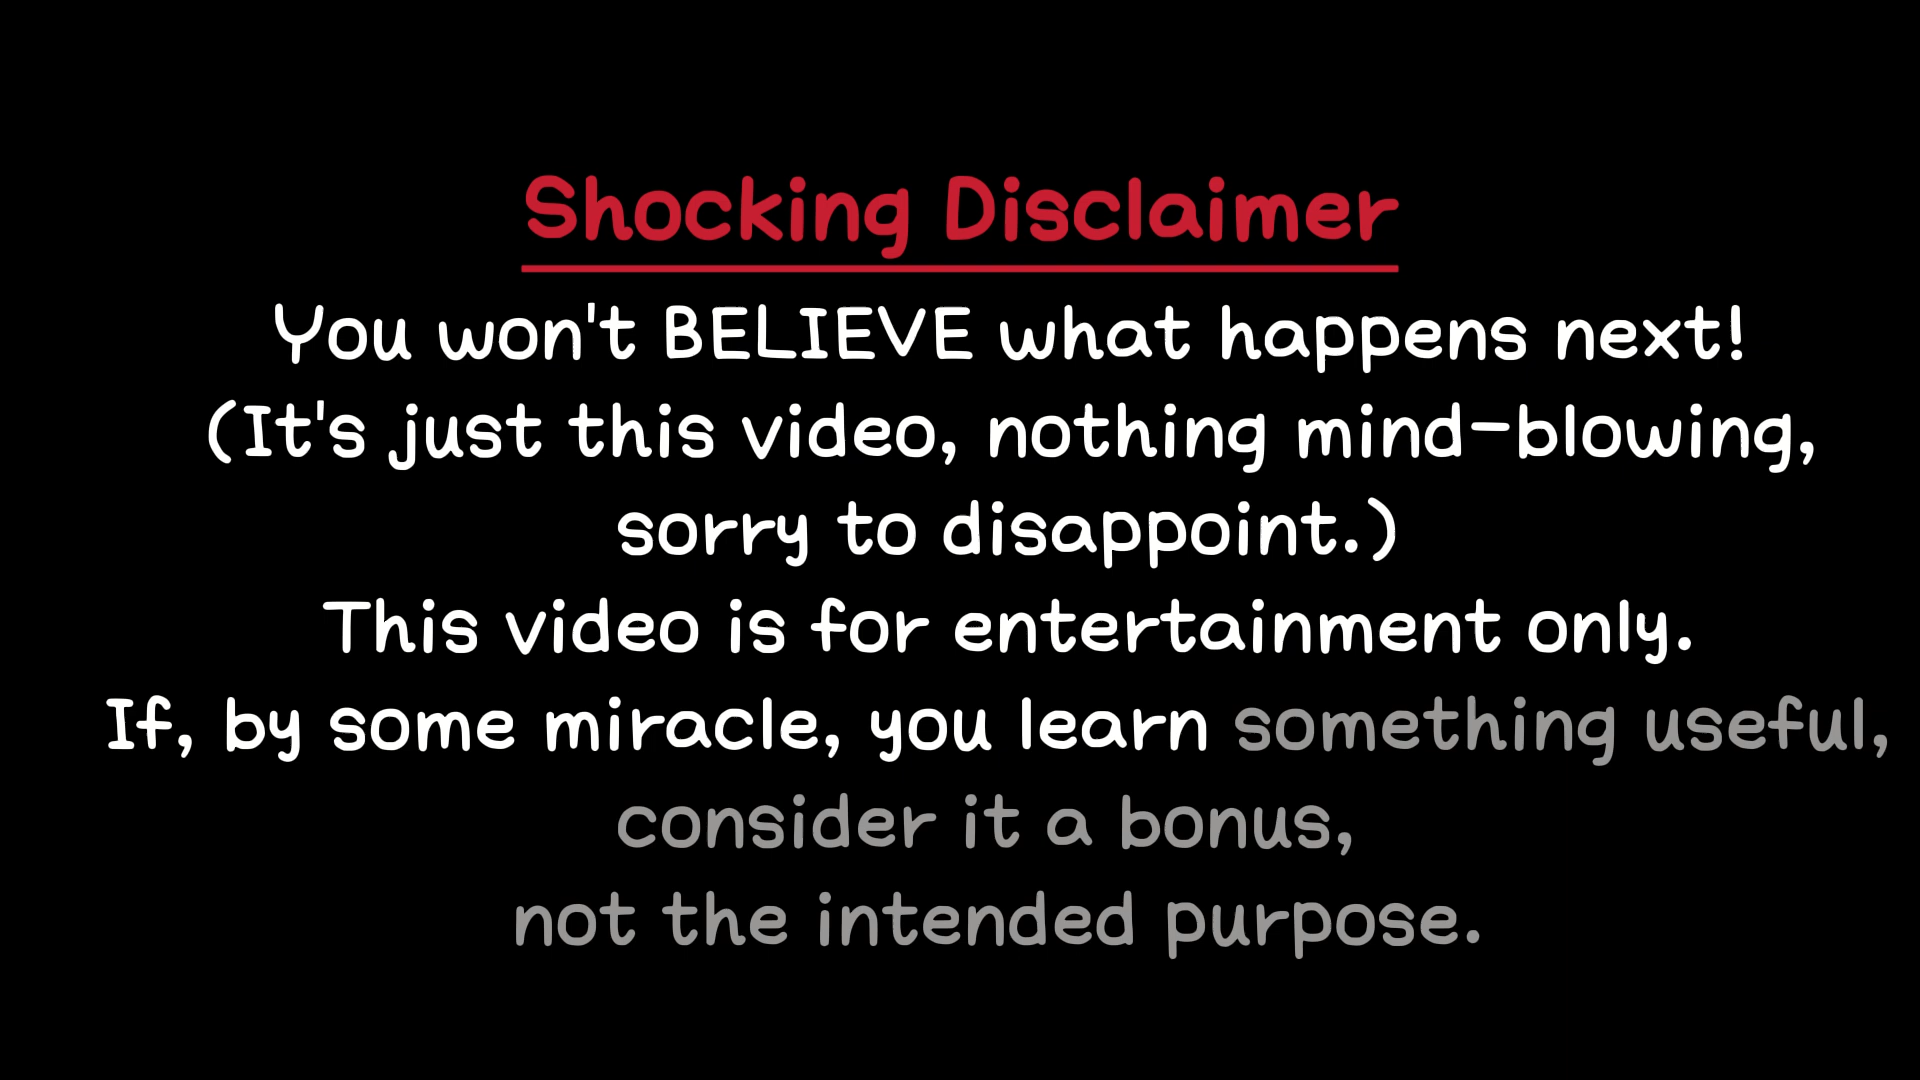 Shocking Disclaimer
You won't BELIEVE what happens next!
(It's just this video, nothing mind-blowing,
sorry to disappoint.)
This video is for entertainment only.
If, by some miracle, you learn something useful,
consider it a bonus,
not the intended purpose.